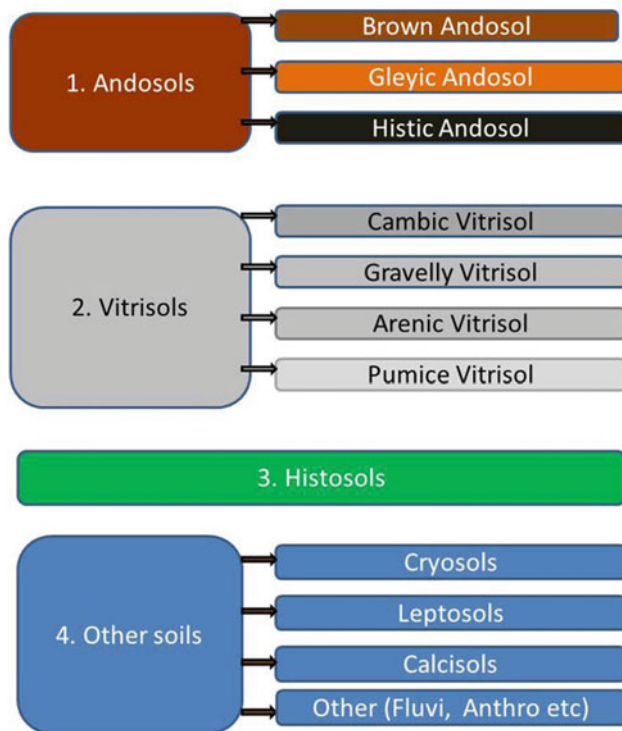 1. Andosols
Brown Andosol
Gleyic Andosol
Histic Andosol
2. Vitrisols
Cambic Vitrisol
Gravelly Vitrisol
Arenic Vitrisol
Pumice Vitrisol
3. Histosols
4. Other soils
Cryosols
Leptosols
Calcisols
Other (Fluvi, Anthro etc)